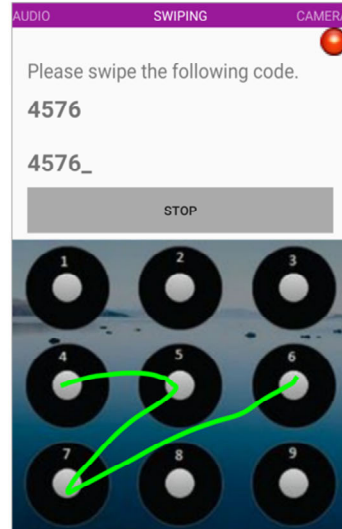 AUDIO SWIPING CAMERA
Please swipe the following code.
4576
4576_
STOP
1 2 3
4 5 6
7 8 9